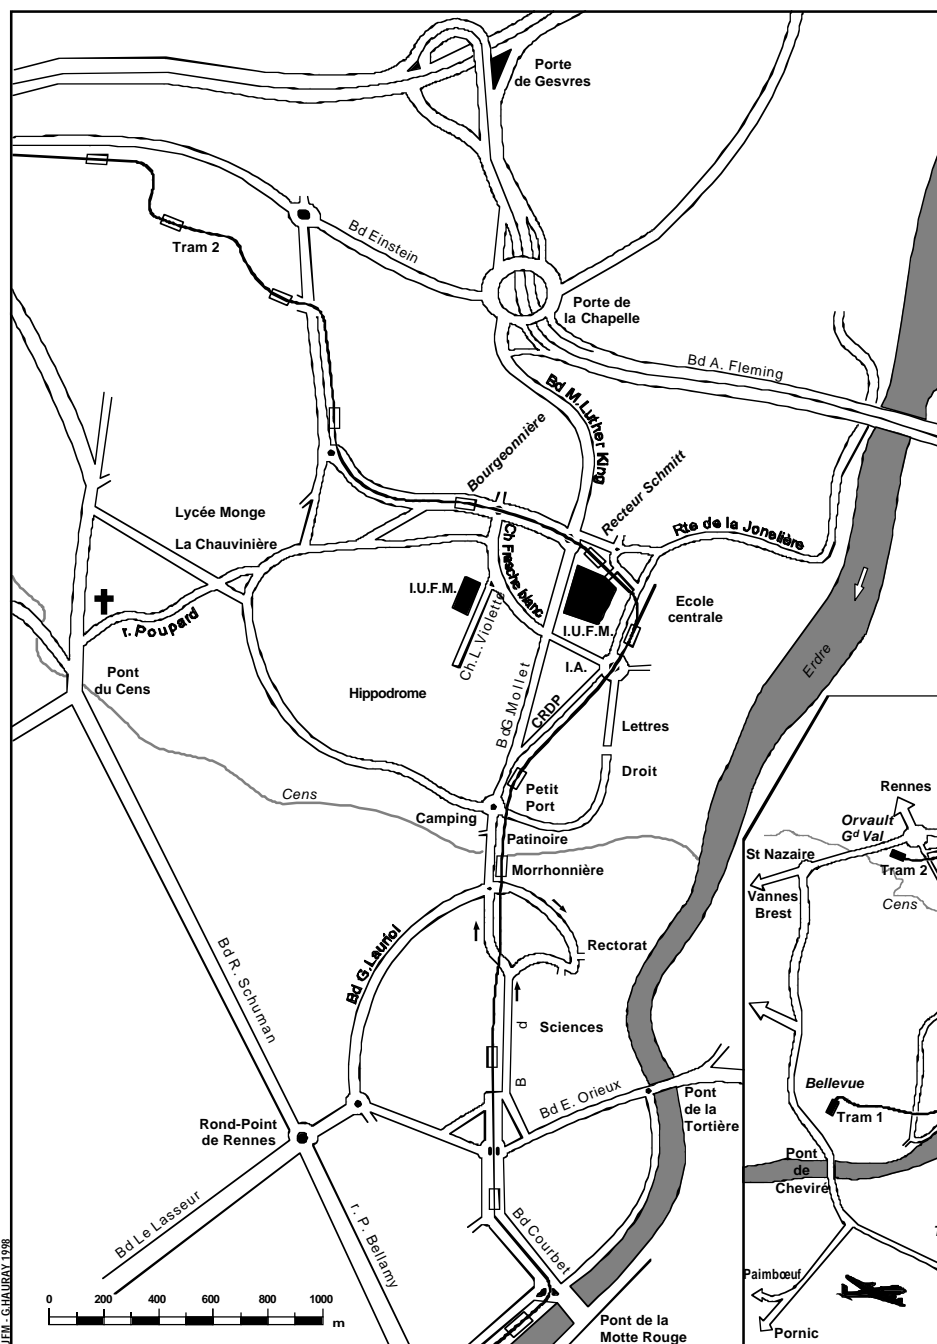 Porte
de Gesvres
Bd Einstein
Tram 2
Porte de
la Chapelle
Bd A. Fleming
Bd M.Luther King
Bourgeonnière
Recteur Schmitt
Rte de la Jonelière
Lycée Monge
La Chauvinière
Ch Fresche blanc
I.U.F.M.
I.U.F.M.
Ecole
centrale
r. Poupard
Ch. L. Violette
I.A.
Erdre
Pont
du Cens
Hippodrome
Bd G. Mollet
CRDP
Lettres
Droit
Cens
Petit
Port
Camping
Patinoire
Morrhonnière
Rennes
Orvault
Gd Val
St Nazaire
Tram 2
Vannes
Brest
Cens
Bd R. Schuman
Bd G. Lauriol
Rectorat
Sciences
B d
Bellevue
Tram 1
Bd E. Orieux
Pont
de la
Tortière
Rond-Point
de Rennes
Pont
de
Cheviré
Bd Le Lasseur
r. P. Bellamy
Bd Courbet
Paimbœuf
Pornic
0 200 400 600 800 1000
m
Pont de la
Motte Rouge
UFM - G.HAURAY 1998